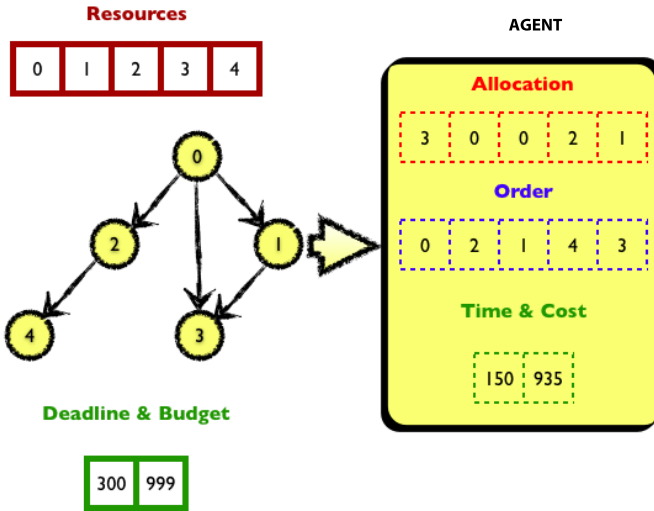 Resources
0 1 2 3 4
0
2 1
4 3
Deadline & Budget
300 999
AGENT
Allocation
3 0 0 2 1
Order
0 2 1 4 3
Time & Cost
150 935